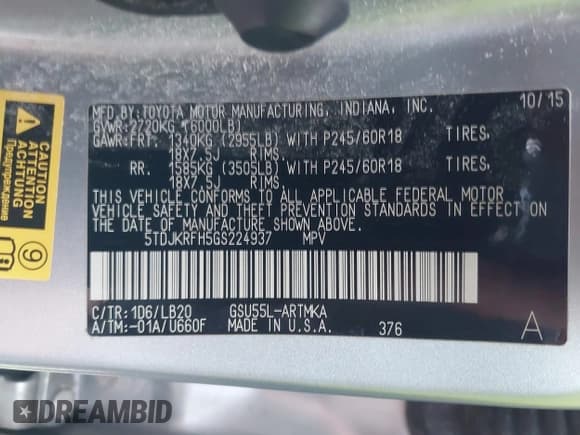 MFD. BY: TOYOTA MOTOR MANUFACTURING, INDIANA, INC. 10/15
GVWR: 2720KG (6000LB)
GAWR: FRT. 1340KG (2955LB) WITH P245/60R18 TIRES,
18X7.5J RIMS.
RR. 1585KG (3505LB) WITH P245/60R18 TIRES,
18X7.5J RIMS.
THIS VEHICLE CONFORMS TO ALL APPLICABLE FEDERAL MOTOR
VEHICLE SAFETY AND THEFT PREVENTION STANDARDS IN EFFECT ON
THE DATE OF MANUFACTURE SHOWN ABOVE.
5TDJKRFH5GS224937 MPV
C/TR: 1D6/LB20 GSU55L-ARTMKA
A/TM: -01A/U660F MADE IN U.S.A. 376 A
CAUTION
ATTENTION
ACHTUNG
Предупреждение
9
DREAMBID